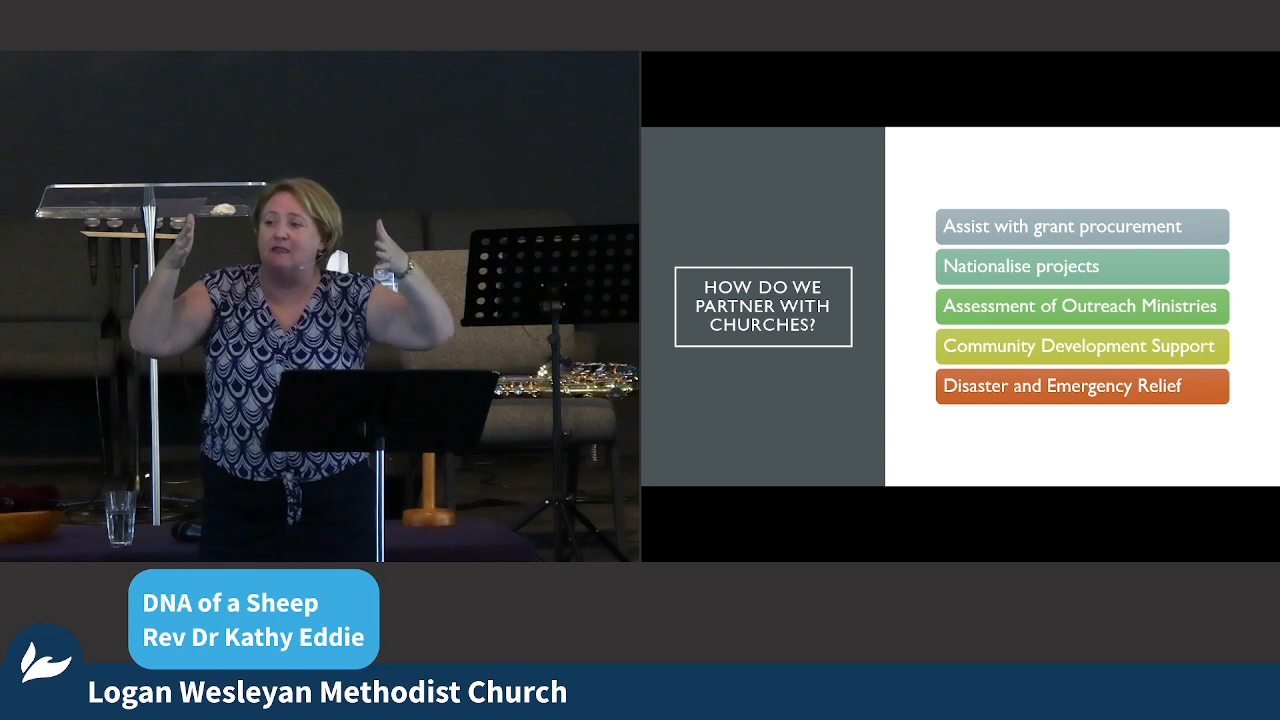 HOW DO WE
PARTNER WITH
CHURCHES?
Assist with grant procurement
Nationalise projects
Assessment of Outreach Ministries
Community Development Support
Disaster and Emergency Relief
DNA of a Sheep
Rev Dr Kathy Eddie
Logan Wesleyan Methodist Church